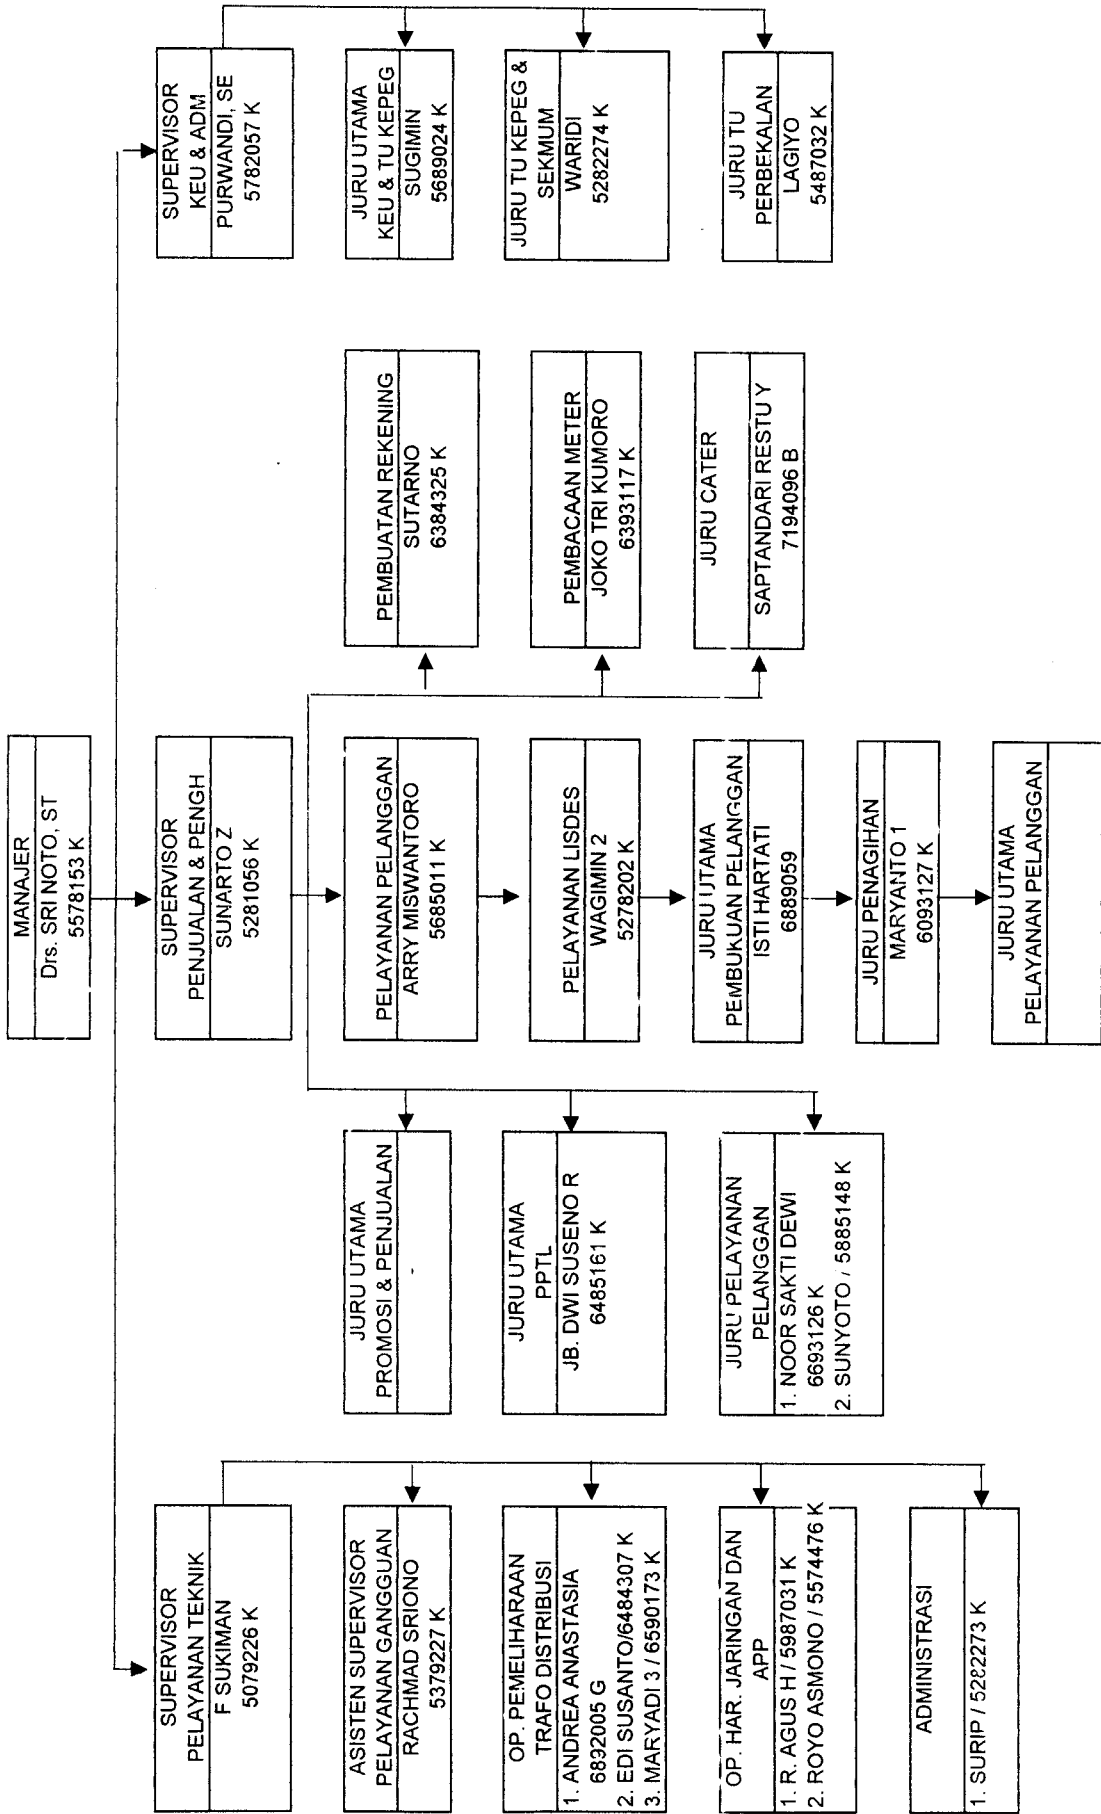 MANAJER
Drs. SRI NOTO, ST
5578153 K
SUPERVISOR
PELAYANAN TEKNIK
F SUKIMAN
5079226 K
ASISTEN SUPERVISOR
PELAYANAN GANGGUAN
RACHMAD SRIONO
5379227 K
OP. PEMELIHARAAN
TRAFO DISTRIBUSI
1. ANDREA ANASTASIA
6892005 G
2. EDI SUSANTO/6484307 K
3. MARYADI 3 / 6590173 K
OP. HAR. JARINGAN DAN
APP
1. R. AGUS H / 5987031 K
2. ROYO ASMONO / 5574476 K
ADMINISTRASI
1. SURIP / 5282273 K
SUPERVISOR
PENJUALAN & PENGH
SUNARTO Z
5281056 K
JURU UTAMA
PROMOSI & PENJUALAN
JURU UTAMA
PPTL
JB. DWI SUSENO R
6485161 K
JURU PELAYANAN
PELANGGAN
1. NOOR SAKTI DEWI
6693126 K
2. SUNYOTO / 5885148 K
PELAYANAN PELANGGAN
ARRY MISWANTORO
5685011 K
PELAYANAN LISDES
WAGIMIN 2
5278202 K
JURU UTAMA
PEMBUKUAN PELANGGAN
ISTI HARTATI
6889059
JURU PENAGIHAN
MARYANTO 1
6093127 K
JURU UTAMA
PELAYANAN PELANGGAN
PEMBUATAN REKENING
SUTARNO
6384325 K
PEMBACAAN METER
JOKO TRI KUMORO
6393117 K
JURU CATER
SAPTANDARI RESTU Y
7194096 B
SUPERVISOR
KEU & ADM
PURWANDI, SE
5782057 K
JURU UTAMA
KEU & TU KEPEG
SUGIMIN
5689024 K
JURU TU KEPEG &
SEKMUM
WARIDI
5282274 K
JURU TU
PERBEKALAN
LAGIYO
5487032 K